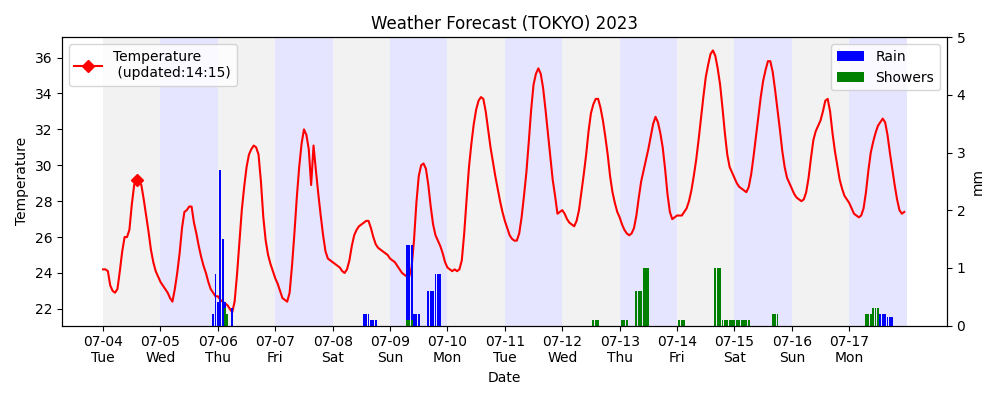 Weather Forecast (TOKYO) 2023
Temperature
(updated:14:15)
Rain
Showers
Temperature
36
34
32
30
28
26
24
22
5
4
3
2
1
0
mm
07-04 07-05 07-06 07-07 07-08 07-09 07-10 07-11 07-12 07-13 07-14 07-15 07-16 07-17
Tue Wed Thu Fri Sat Sun Mon Tue Wed Thu Fri Sat Sun Mon
Date